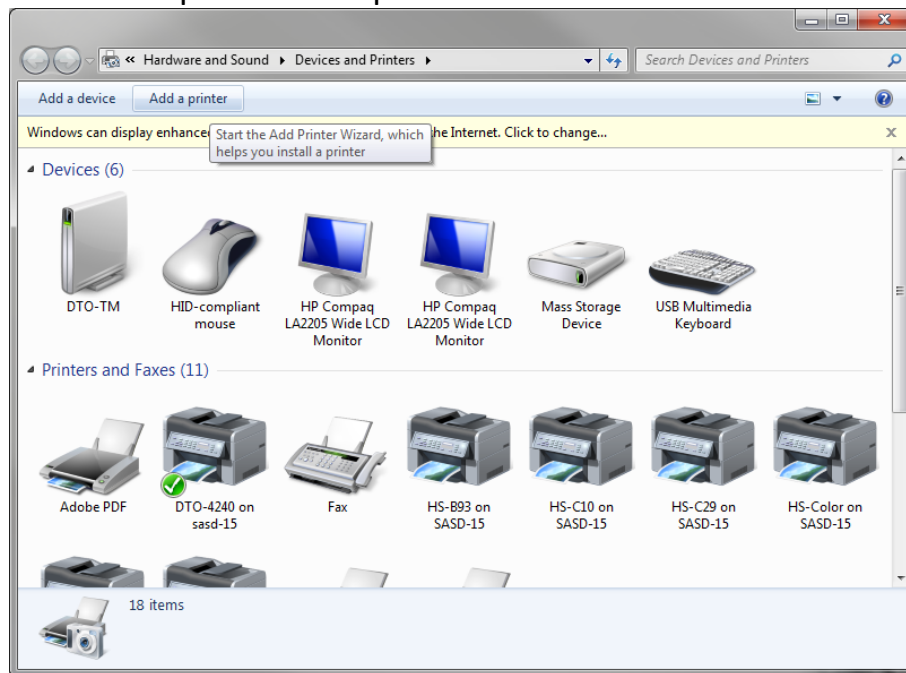 « Hardware and Sound ▸ Devices and Printers ▸ Search Devices and Printers
Add a device Add a printer
Windows can display enhanced he Internet. Click to change...
Start the Add Printer Wizard, which
helps you install a printer
Devices (6)
DTO-TM
HID-compliant
mouse
HP Compaq
LA2205 Wide LCD
Monitor
HP Compaq
LA2205 Wide LCD
Monitor
Mass Storage
Device
USB Multimedia
Keyboard
Printers and Faxes (11)
Adobe PDF
DTO-4240 on
sasd-15
Fax
HS-B93 on
SASD-15
HS-C10 on
SASD-15
HS-C29 on
SASD-15
HS-Color on
SASD-15
18 items